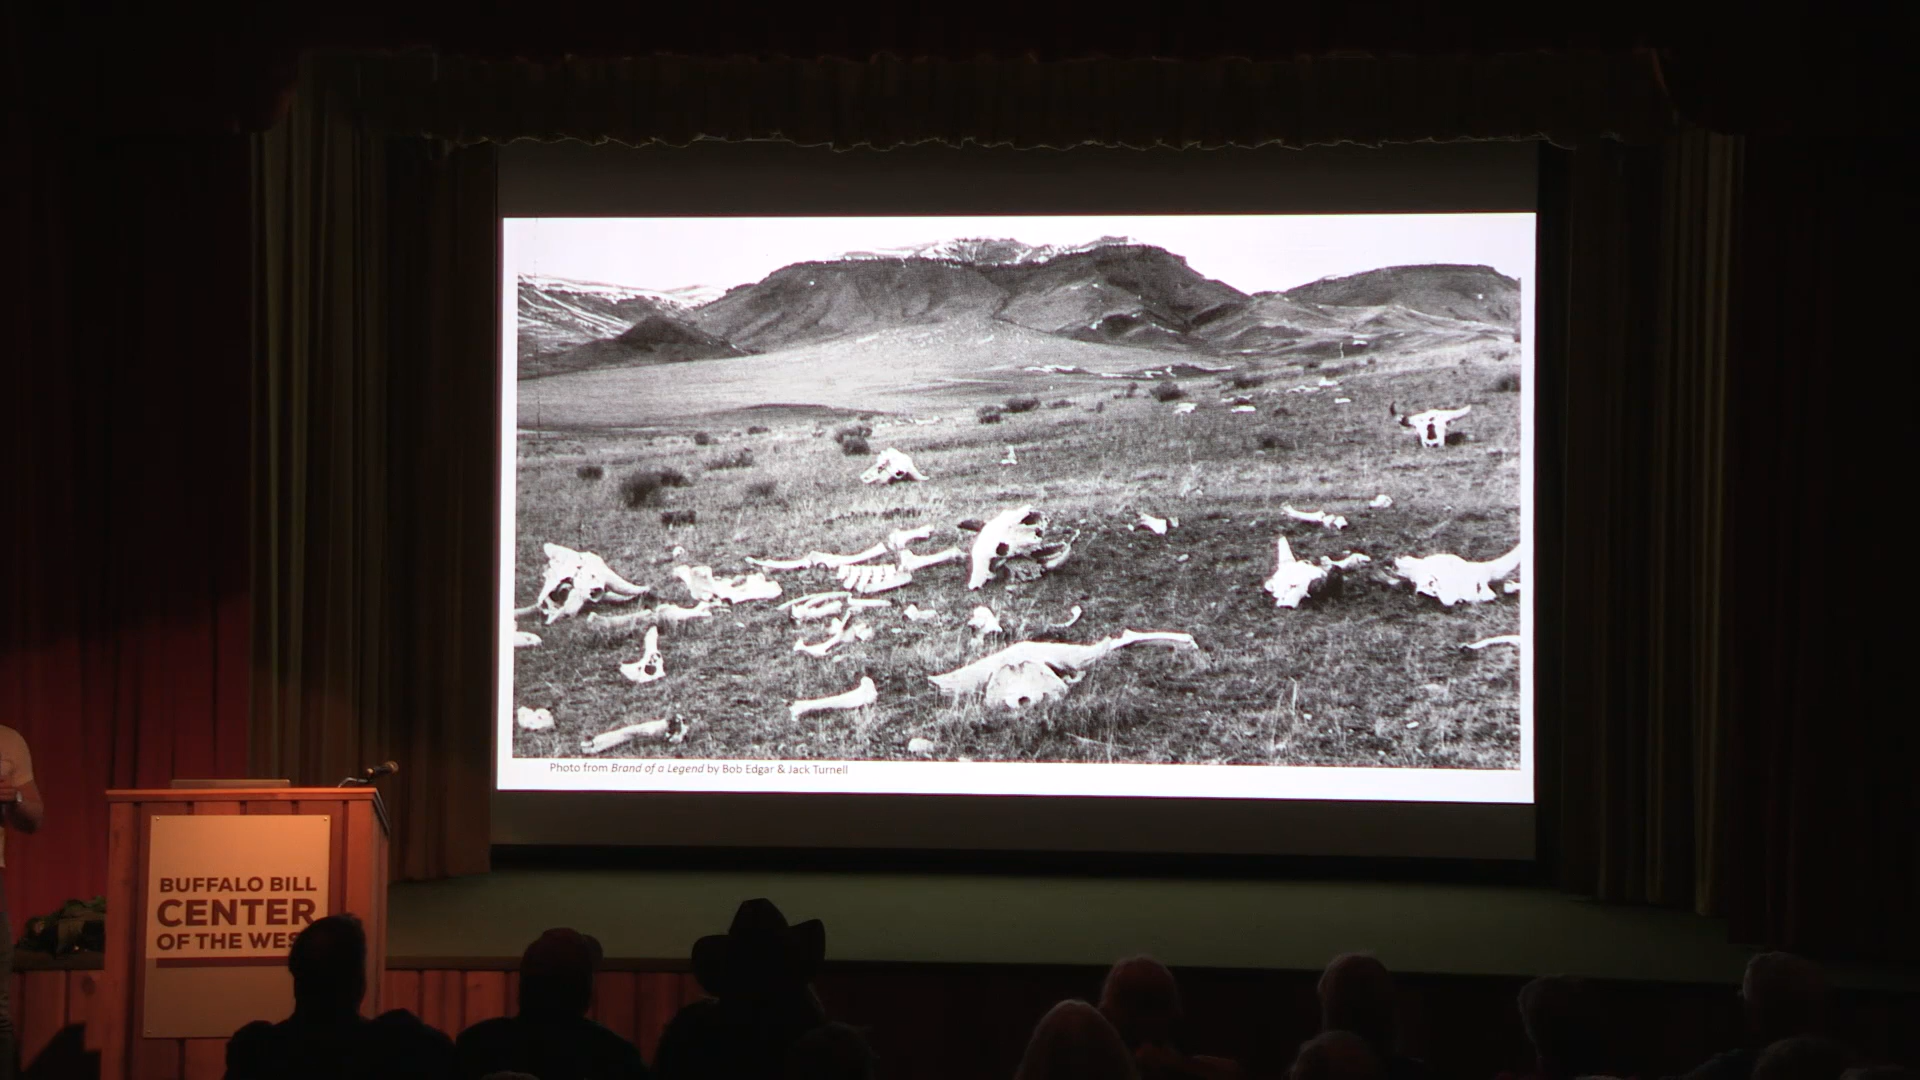 Photo from Brand of a Legend by Bob Edgar & Jack Turnell
BUFFALO BILL
CENTER
OF THE WES